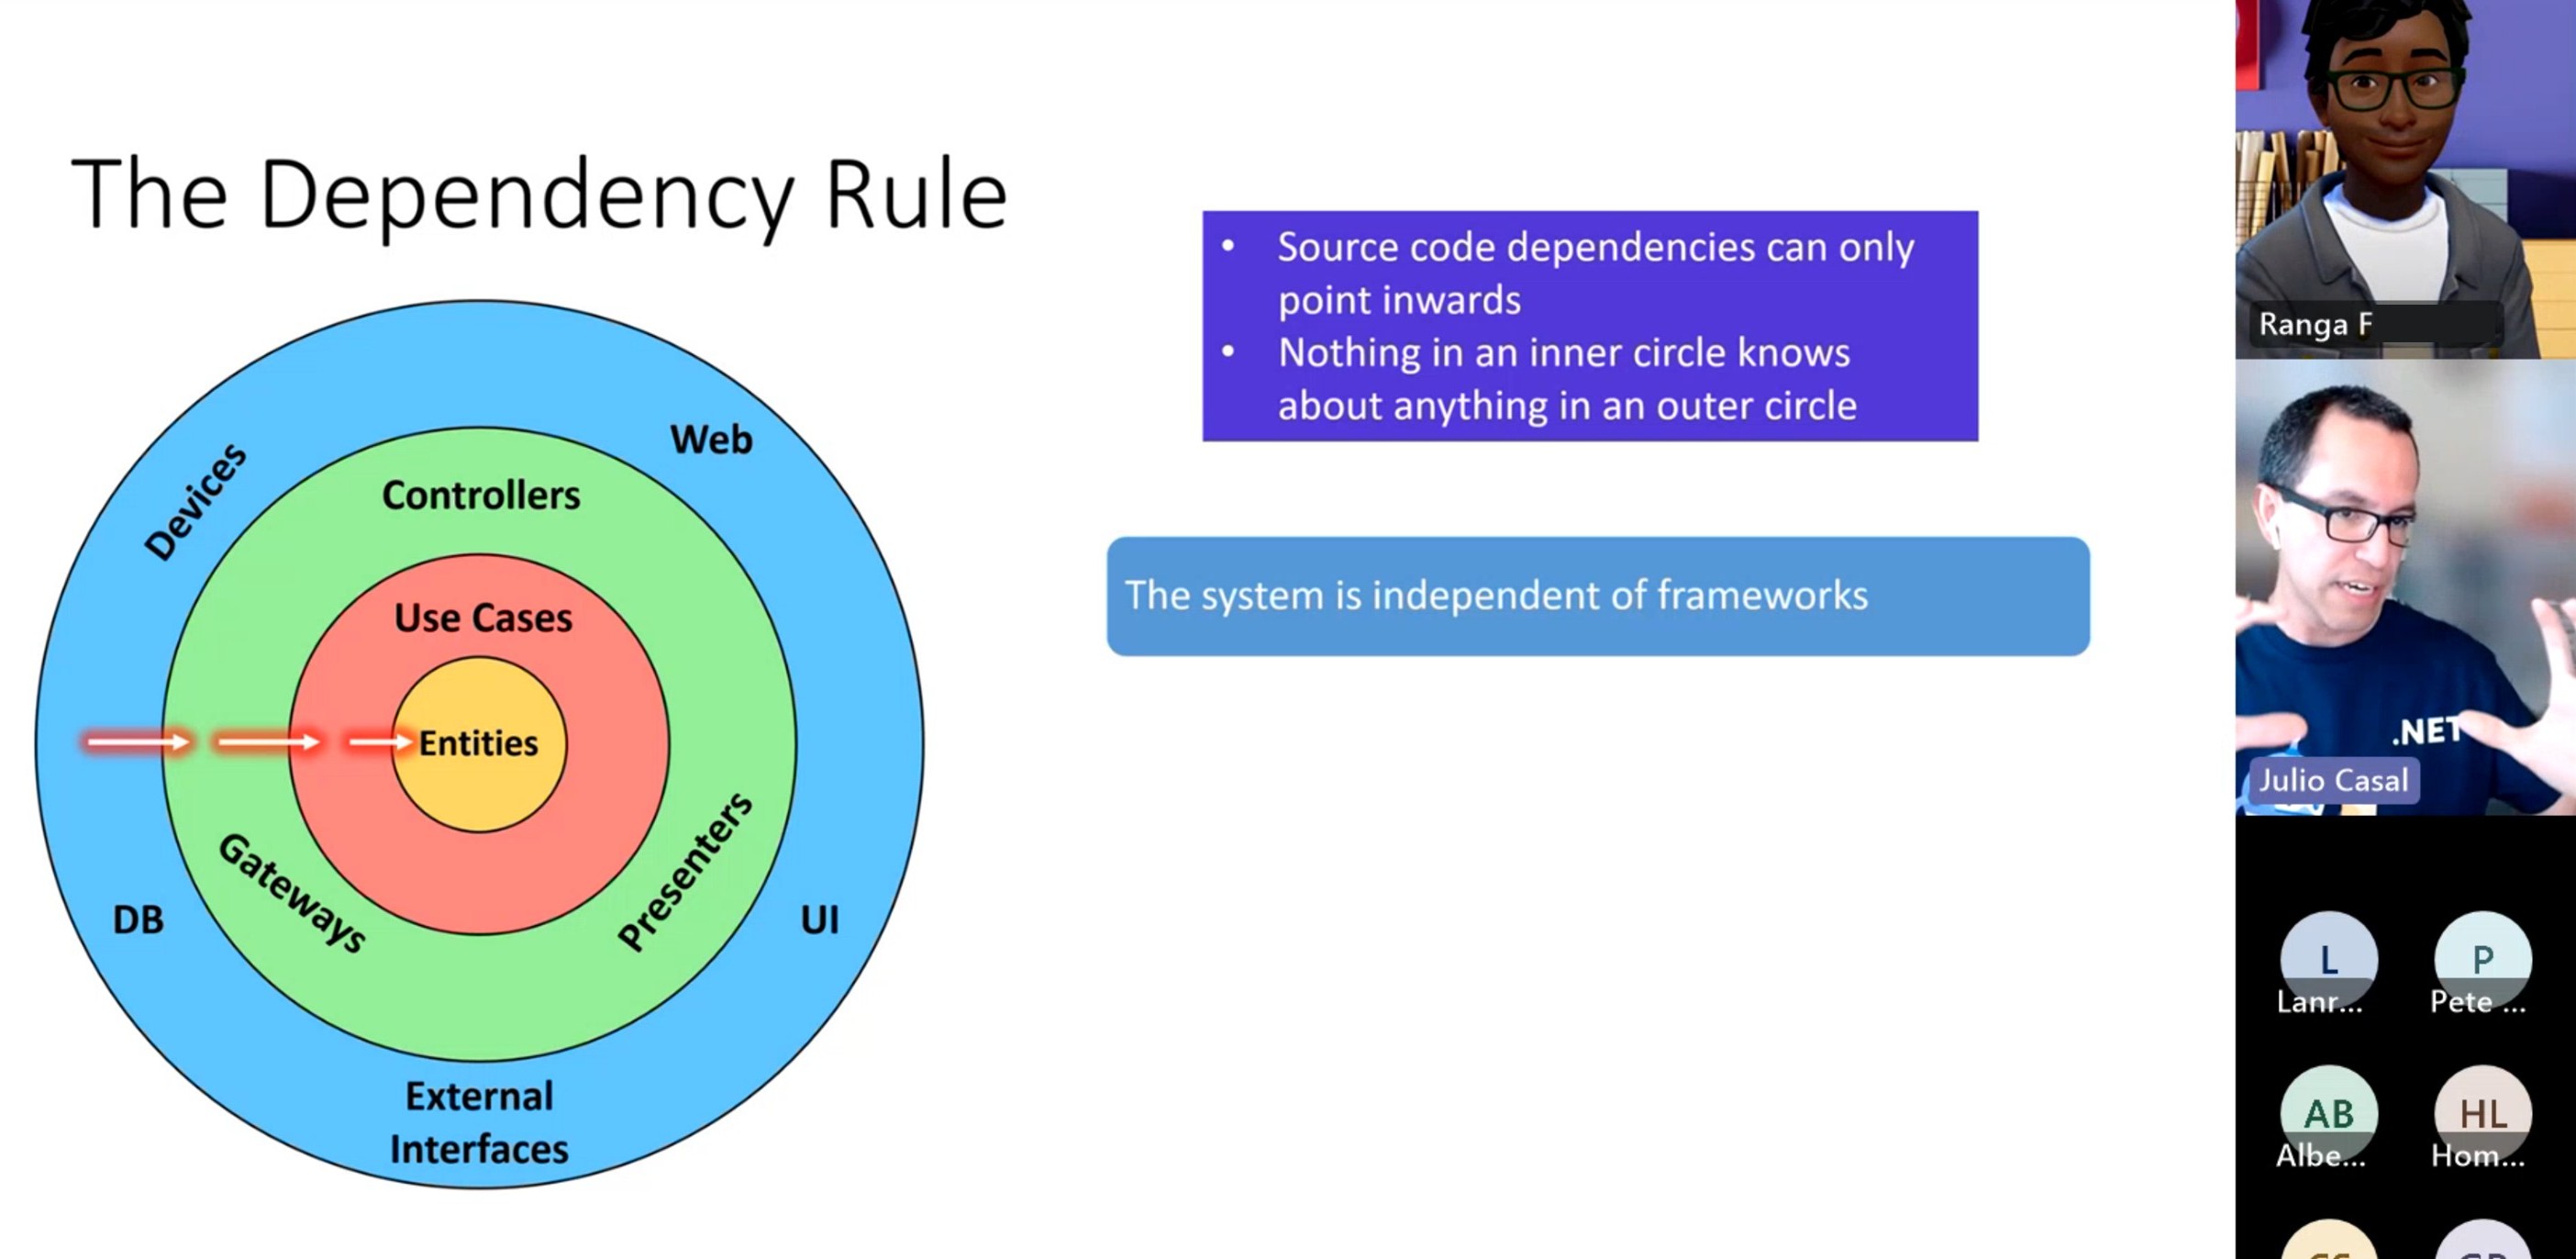 The Dependency Rule
• Source code dependencies can only
point inwards
• Nothing in an inner circle knows
about anything in an outer circle
The system is independent of frameworks
Devices
Web
Controllers
Use Cases
Entities
Gateways
Presenters
DB
UI
External
Interfaces
Ranga F
.NET
Julio Casal
L
P
Lanr...
Pete ...
AB
HL
Albe...
Hom...